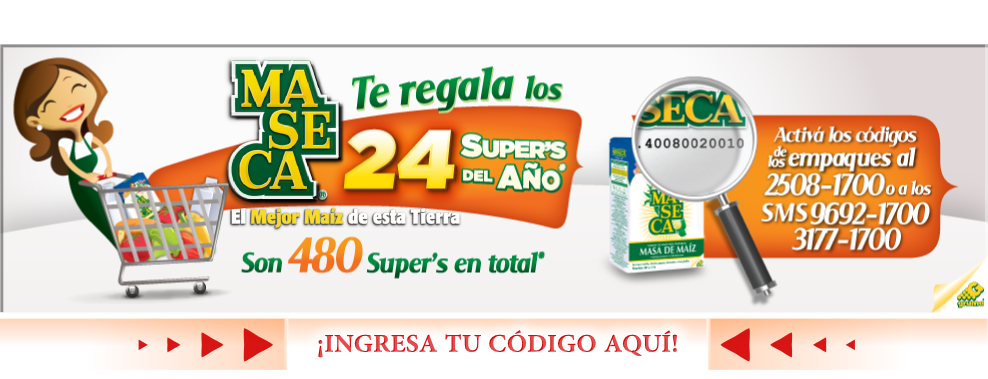 MA
SE
CA®
El Mejor Maíz de esta Tierra
Te regala los
24 SUPER'S
DEL AÑO*
Son 480 Super's en total*
SECA
.40080020010
MA
SE
CA
MASA DE MAÍZ
Activá los códigos
de los empaques al
2508-1700 o a los
SMS 9692-1700
3177-1700
¡INGRESA TU CÓDIGO AQUÍ!